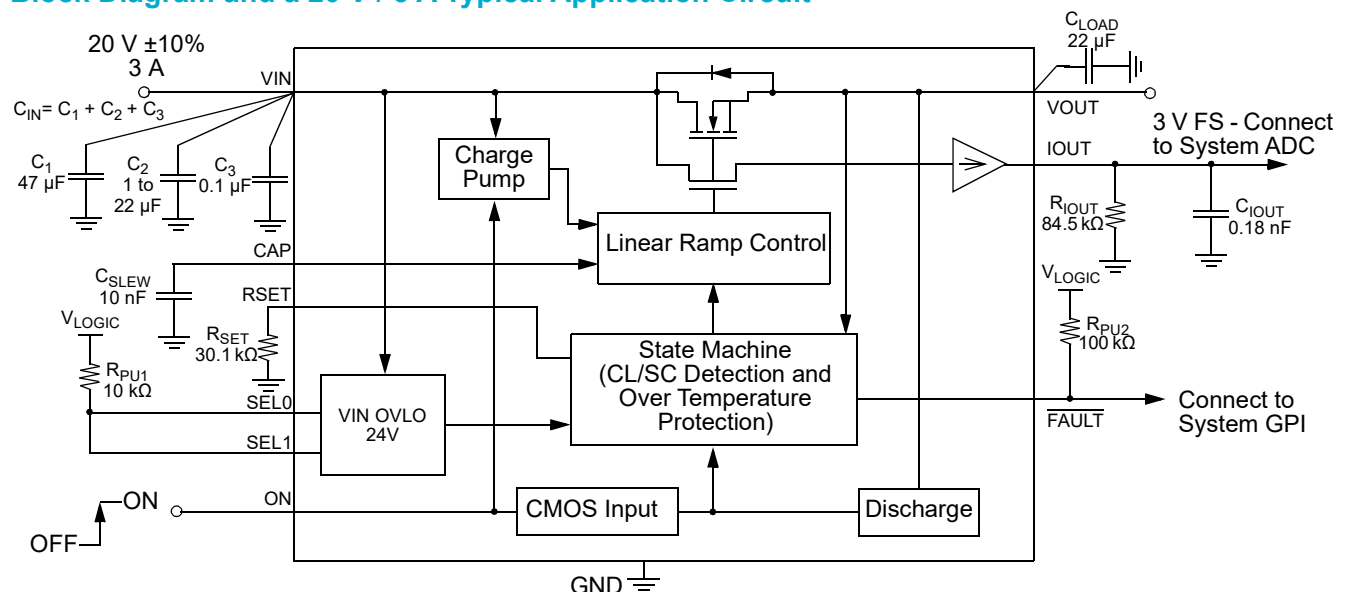 Block Diagram and a 20 V / 3 A Typical Application Circuit
20 V ±10%
3 A
VIN
CIN= C1 + C2 + C3
C1
47 µF
C2
1 to
22 µF
C3
0.1 µF
Charge
Pump
CLOAD
22 µF
VOUT
3 V FS - Connect
to System ADC
IOUT
RIOUT
84.5 kΩ
CIOUT
0.18 nF
Linear Ramp Control
CAP
CSLEW
10 nF
RSET
RSET
30.1 kΩ
VLOGIC
RPU1
10 kΩ
SEL0
SEL1
VIN OVLO
24V
State Machine
(CL/SC Detection and
Over Temperature
Protection)
VLOGIC
RPU2
100 kΩ
FAULT
Connect to
System GPI
ON
ON
OFF
CMOS Input
Discharge
GND